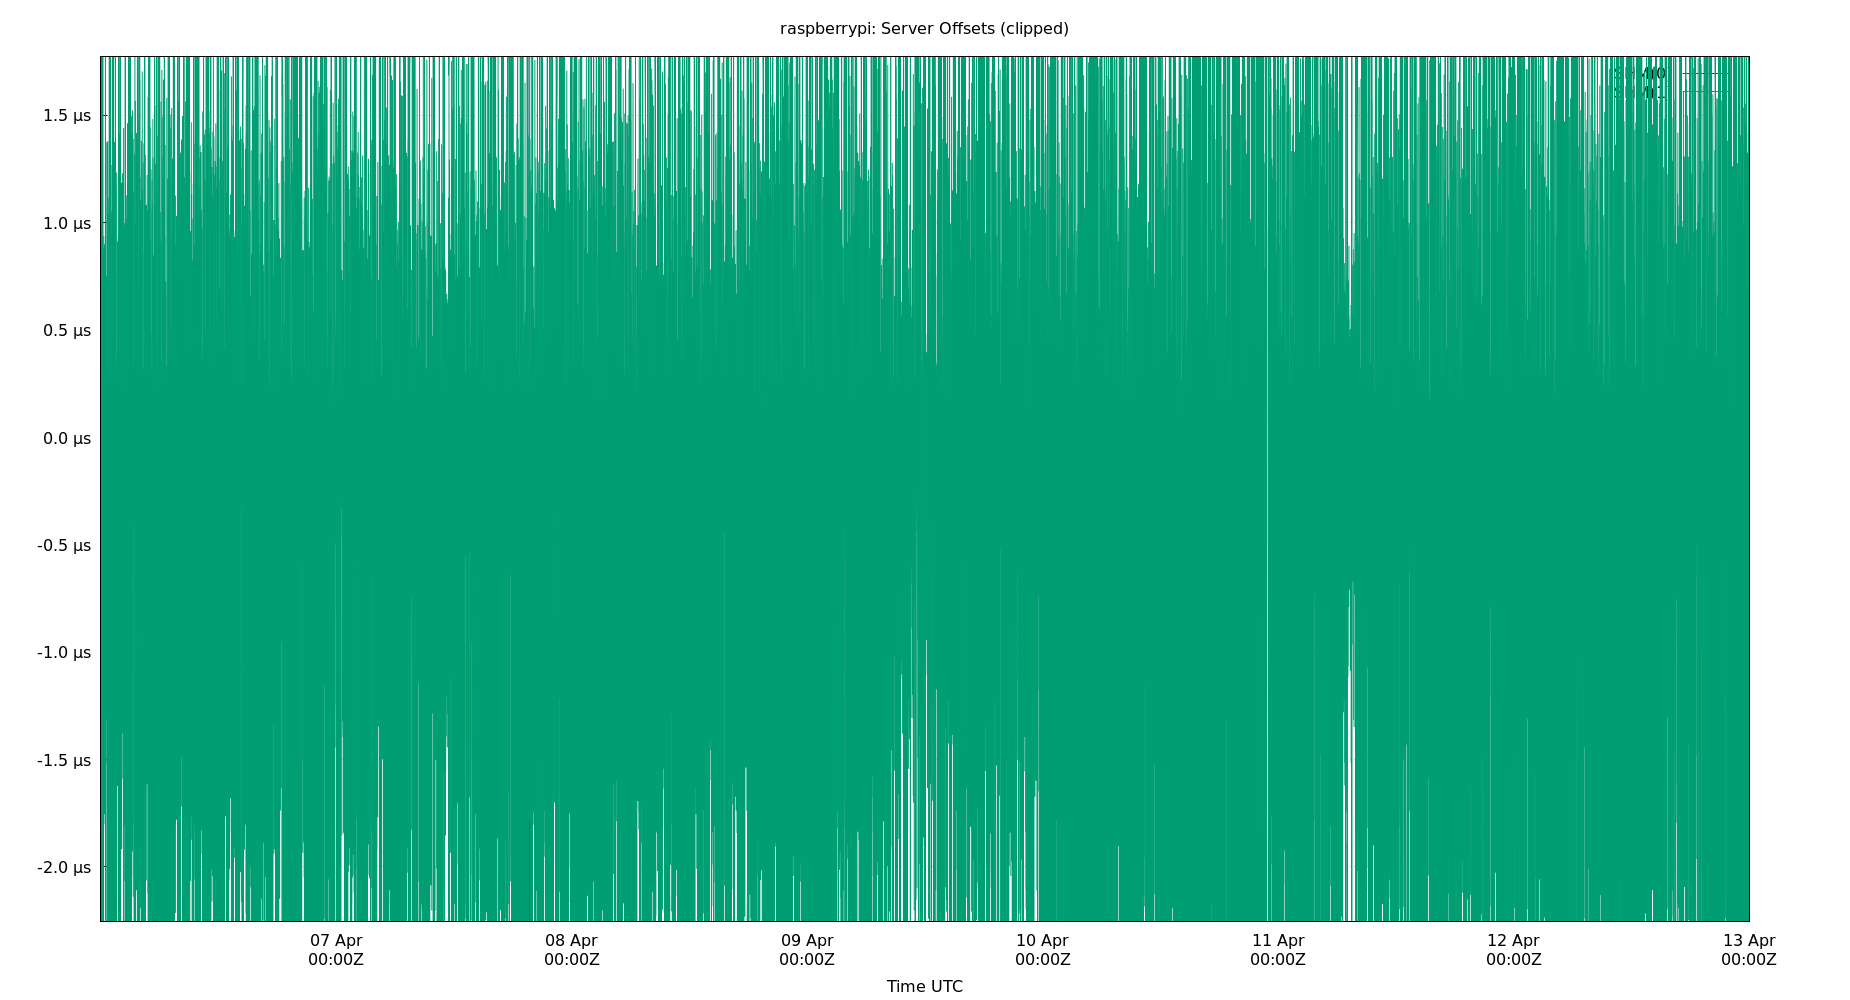 raspberrypi: Server Offsets (clipped)
1.5 µs
1.0 µs
0.5 µs
0.0 µs
-0.5 µs
-1.0 µs
-1.5 µs
-2.0 µs
07 Apr
00:00Z
08 Apr
00:00Z
09 Apr
00:00Z
10 Apr
00:00Z
11 Apr
00:00Z
12 Apr
00:00Z
13 Apr
00:00Z
Time UTC